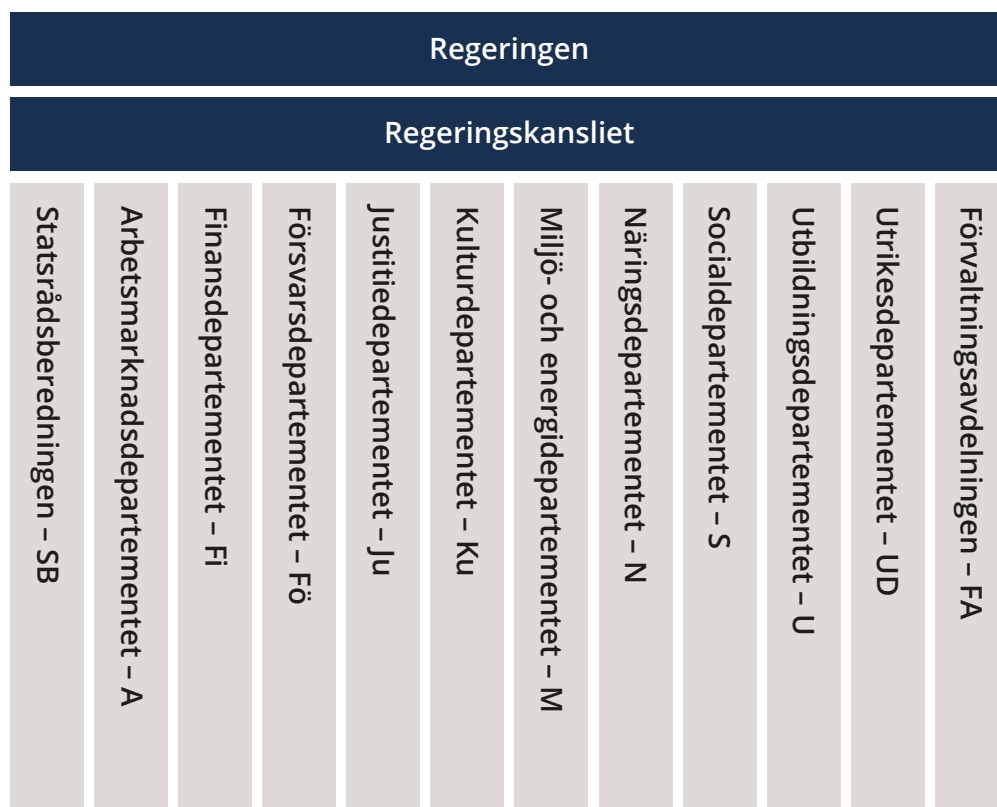 Regeringen
Regeringskansliet
Statsrådsberedningen – SB
Arbetsmarknadsdepartementet – A
Finansdepartementet – Fi
Försvarsdepartementet – Fö
Justitiedepartementet – Ju
Kulturdepartementet – Ku
Miljö- och energidepartementet – M
Näringsdepartementet – N
Socialdepartementet – S
Utbildningsdepartementet – U
Utrikesdepartementet – UD
Förvaltningsavdelningen – FA